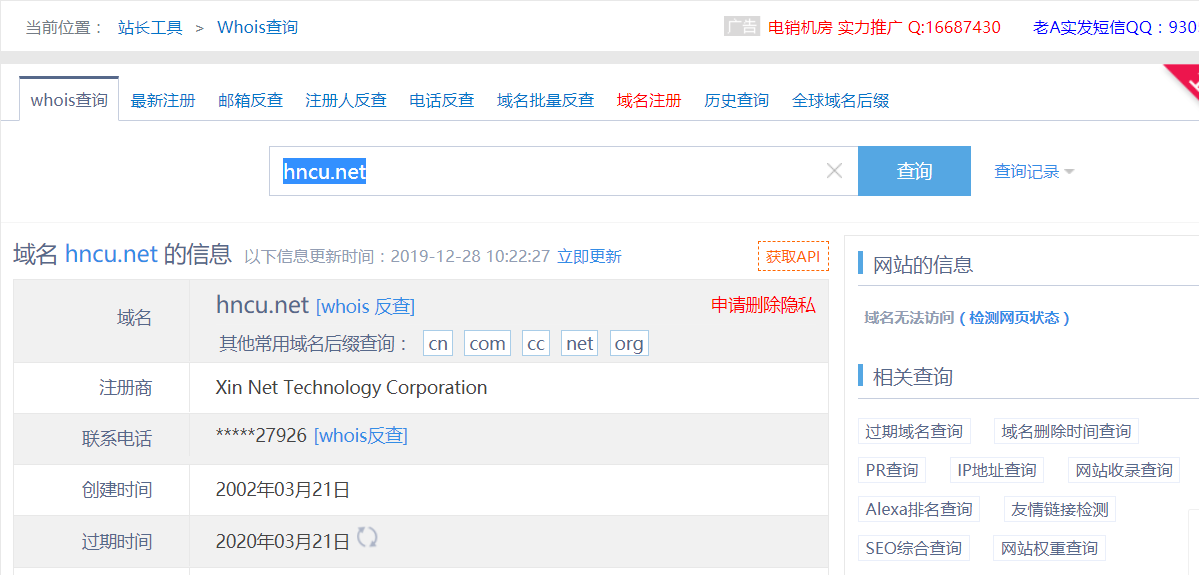 当前位置： 站长工具 > Whois查询
广告 电销机房 实力推广 Q:16687430 老A实发短信QQ：930
whois查询 最新注册 邮箱反查 注册人反查 电话反查 域名批量反查 域名注册 历史查询 全球域名后缀
hncu.net 查询 查询记录
域名 hncu.net 的信息 以下信息更新时间：2019-12-28 10:22:27 立即更新 获取API
域名 hncu.net [whois 反查] 申请删除隐私
其他常用域名后缀查询： cn com cc net org
注册商 Xin Net Technology Corporation
联系电话 *****27926 [whois反查]
创建时间 2002年03月21日
过期时间 2020年03月21日
网站的信息
域名无法访问 ( 检测网页状态 )
相关查询
过期域名查询 域名删除时间查询
PR查询 IP地址查询 网站收录查询
Alexa排名查询 友情链接检测
SEO综合查询 网站权重查询